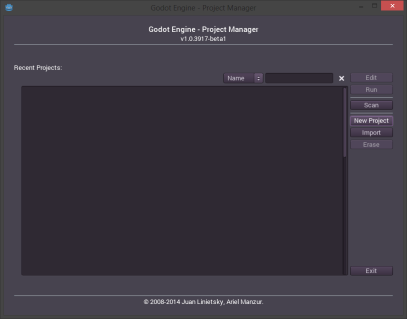 Godot Engine - Project Manager
Godot Engine - Project Manager
v1.0.3917-beta1
Recent Projects:
Name
Edit
Run
Scan
New Project
Import
Erase
Exit
© 2008-2014 Juan Linietsky, Ariel Manzur.